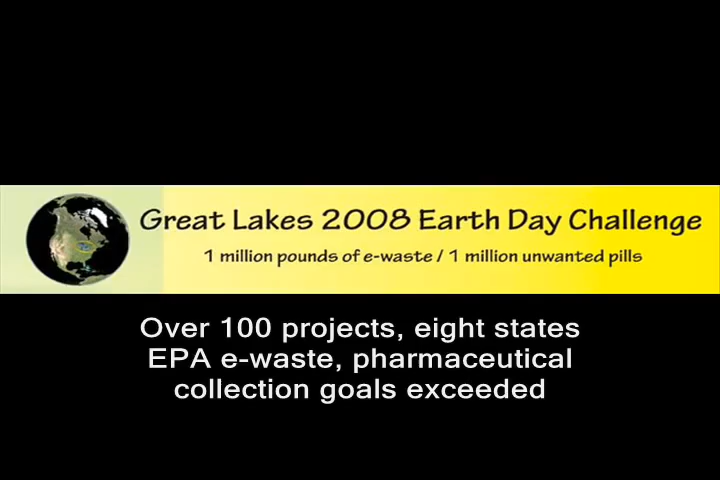 Great Lakes 2008 Earth Day Challenge
1 million pounds of e-waste / 1 million unwanted pills
Over 100 projects, eight states
EPA e-waste, pharmaceutical
collection goals exceeded